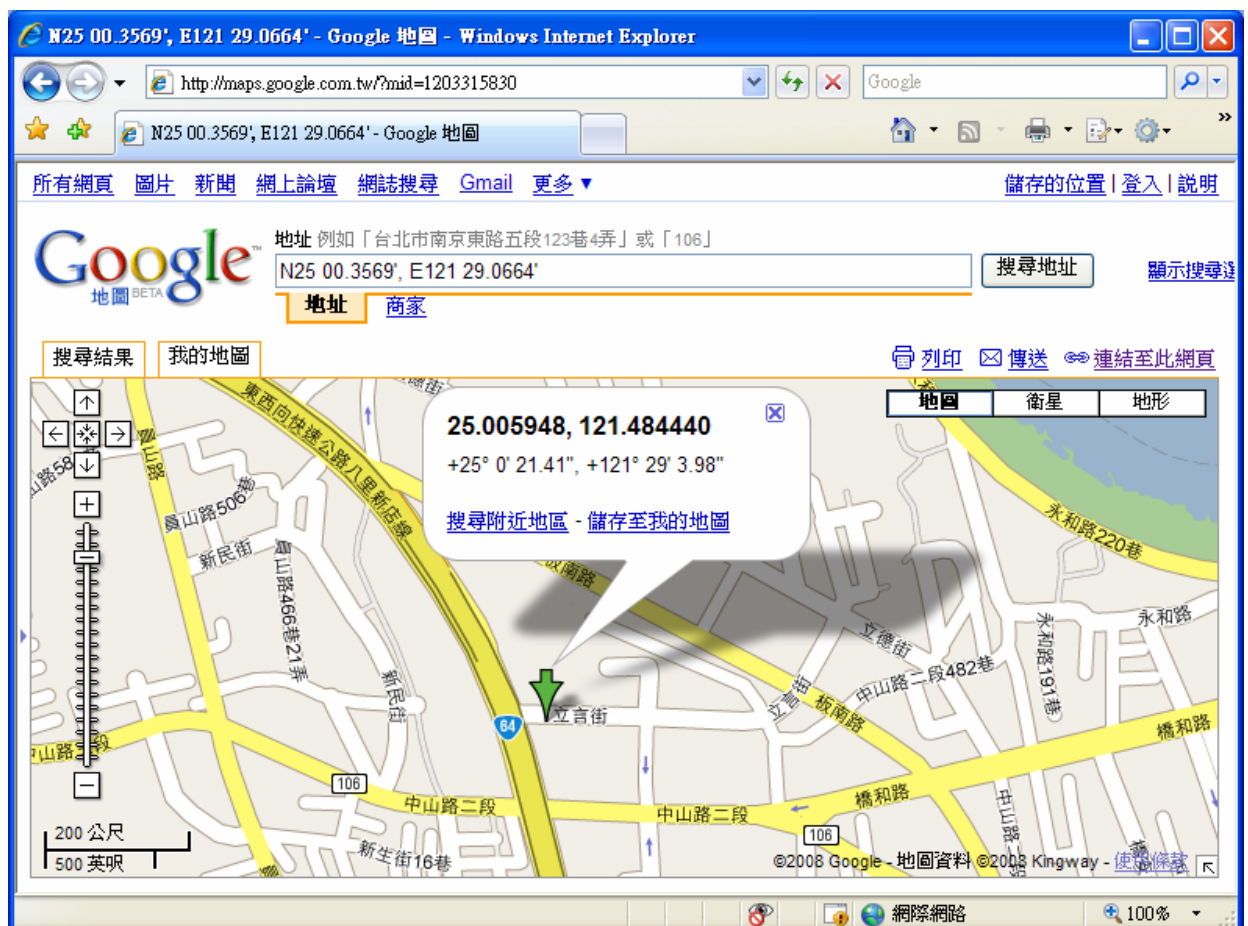 N25 00.3569', E121 29.0664' - Google 地圖 - Windows Internet Explorer
http://maps.google.com.tw/?mid=1203315830
Google
N25 00.3569', E121 29.0664' - Google 地圖
所有網頁 圖片 新聞 網上論壇 網誌搜尋 Gmail 更多 ▼
儲存的位置 | 登入 | 說明
Google™
地圖 BETA
地址 例如「台北市南京東路五段123巷4弄」或「106」
N25 00.3569', E121 29.0664'
搜尋地址
顯示搜尋
地址 商家
搜尋結果 我的地圖
列印 傳送 連結至此網頁
地圖 衛星 地形
25.005948, 121.484440
+25° 0' 21.41", +121° 29' 3.98"
搜尋附近地區 - 儲存至我的地圖
東西向快速公路八里新店線
員山路
員山路506巷
新民街
員山路466巷21弄
新民街
板南路
永和路220巷
永和路
永和路191巷
立德街
中山路二段482巷
立言街
板南路
立言街
64
橋和路
橋和路
106
中山路二段
中山路二段
106
新生街16巷
200 公尺
500 英呎
©2008 Google - 地圖資料 ©2008 Kingway - 使用條款
網際網路
100%